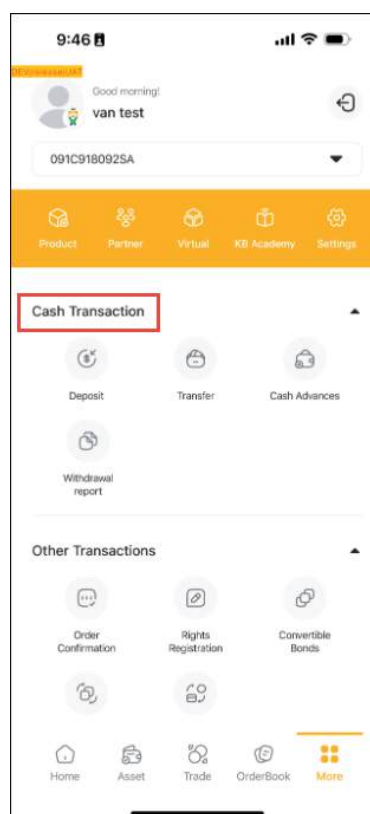 9:46
Good morning!
van test
091C918092SA
Product Partner Virtual KB Academy Settings
Cash Transaction
Deposit Transfer Cash Advances
Withdrawal
report
Other Transactions
Order Rights Convertible
Confirmation Registration Bonds
Home Asset Trade OrderBook More